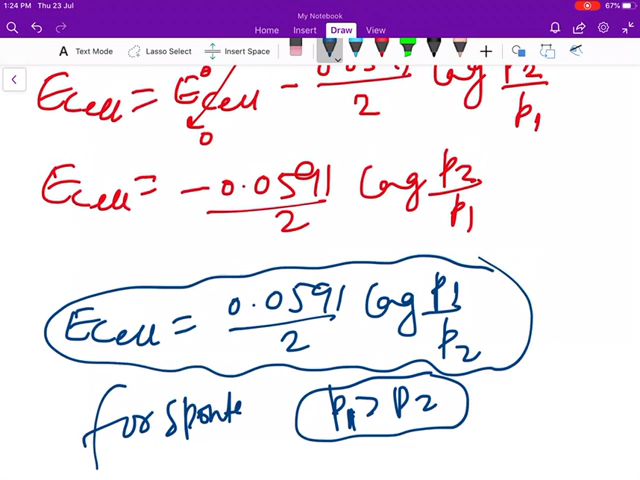 1:24 PM Thu 23 Jul
67%
My Notebook
Home Insert Draw View
Text Mode Lasso Select Insert Space
Ecell = E°cell - 0.0591/2 log P2/P1
0
Ecell = -0.0591/2 log P2/P1
Ecell = 0.0591/2 log P1/P2
for sponte P1 > P2